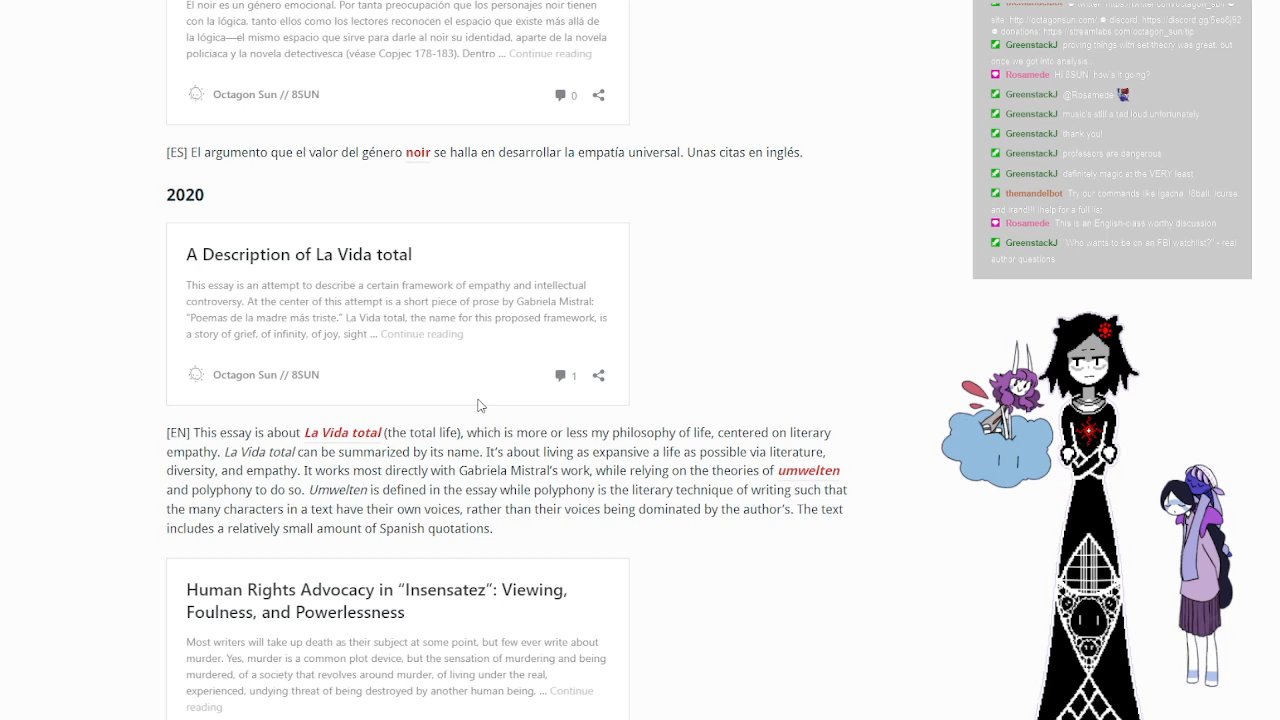 El noir es un género emocional. Por tanta preocupación que los personajes noir tienen
con la lógica, tanto ellos como los lectores reconocen el espacio que existe más allá de
la lógica—el mismo espacio que sirve para darle al noir su identidad, aparte de la novela
policiaca y la novela detectivesca (véase Copjec 178-183). Dentro ... Continue reading
Octagon Sun // 8SUN
0
[ES] El argumento que el valor del género noir se halla en desarrollar la empatía universal. Unas citas en inglés.
2020
A Description of La Vida total
This essay is an attempt to describe a certain framework of empathy and intellectual
controversy. At the center of this attempt is a short piece of prose by Gabriela Mistral:
“Poemas de la madre más triste.” La Vida total, the name for this proposed framework, is
a story of grief, of infinity, of joy, sight ... Continue reading
Octagon Sun // 8SUN
1
[EN] This essay is about La Vida total (the total life), which is more or less my philosophy of life, centered on literary
empathy. La Vida total can be summarized by its name. It’s about living as expansive a life as possible via literature,
diversity, and empathy. It works most directly with Gabriela Mistral’s work, while relying on the theories of umwelten
and polyphony to do so. Umwelten is defined in the essay while polyphony is the literary technique of writing such that
the many characters in a text have their own voices, rather than their voices being dominated by the author’s. The text
includes a relatively small amount of Spanish quotations.
Human Rights Advocacy in “Insensatez”: Viewing,
Foulness, and Powerlessness
Most writers will take up death as their subject at some point, but few ever write about
murder. Yes, murder is a common plot device, but the sensation of murdering and being
murdered, of a society that revolves around murder, of living under the real,
experienced, undying threat of being destroyed by another human being, ... Continue
reading
site: http://octagonsun.com/ discord:
donations: https://streamlabs.com/octagon_sun/tip
GreenstackJ proving things with set theory was great, but
once we got into analysis...
Rosamede Hi 8SUN, how's it going?
GreenstackJ @Rosamede
GreenstackJ music's still a tad loud unfortunately
GreenstackJ thank you!
GreenstackJ professors are dangerous
GreenstackJ definitely magic at the VERY least
themandelbot Try our commands like !gacha, !8ball, !curse
and !rand!!! !help for a full list
Rosamede This is an English-class worthy discussion
GreenstackJ "Who wants to be on an FBI watchlist?" - real
author questions.